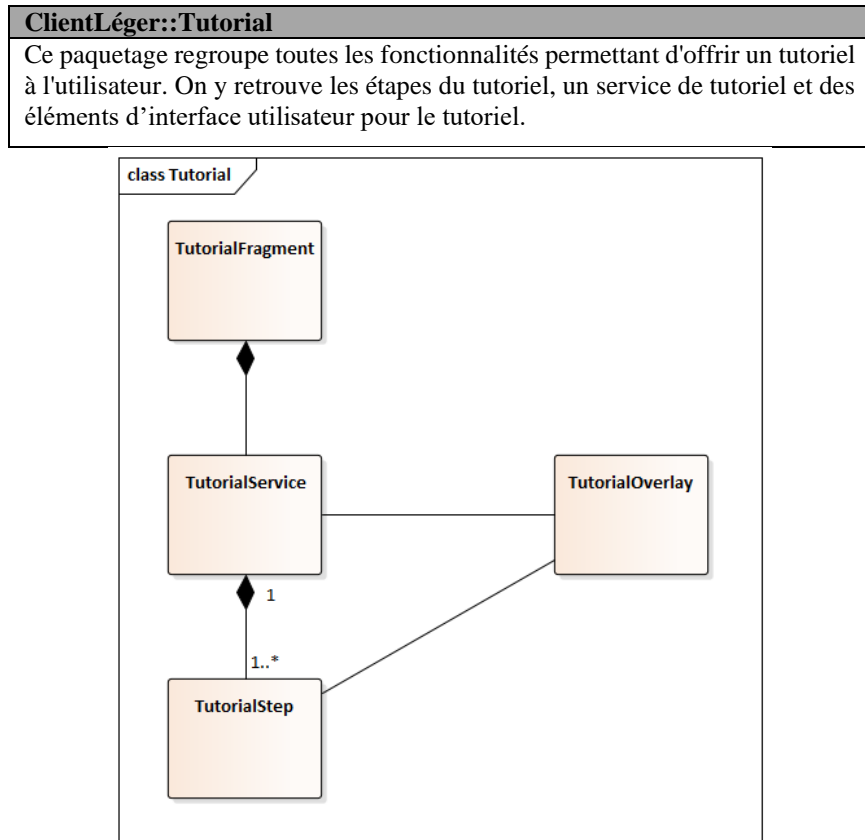 ClientLéger::Tutorial
Ce paquetage regroupe toutes les fonctionnalités permettant d'offrir un tutoriel
à l'utilisateur. On y retrouve les étapes du tutoriel, un service de tutoriel et des
éléments d’interface utilisateur pour le tutoriel.
class Tutorial
TutorialFragment
TutorialService
TutorialOverlay
1
1..*
TutorialStep